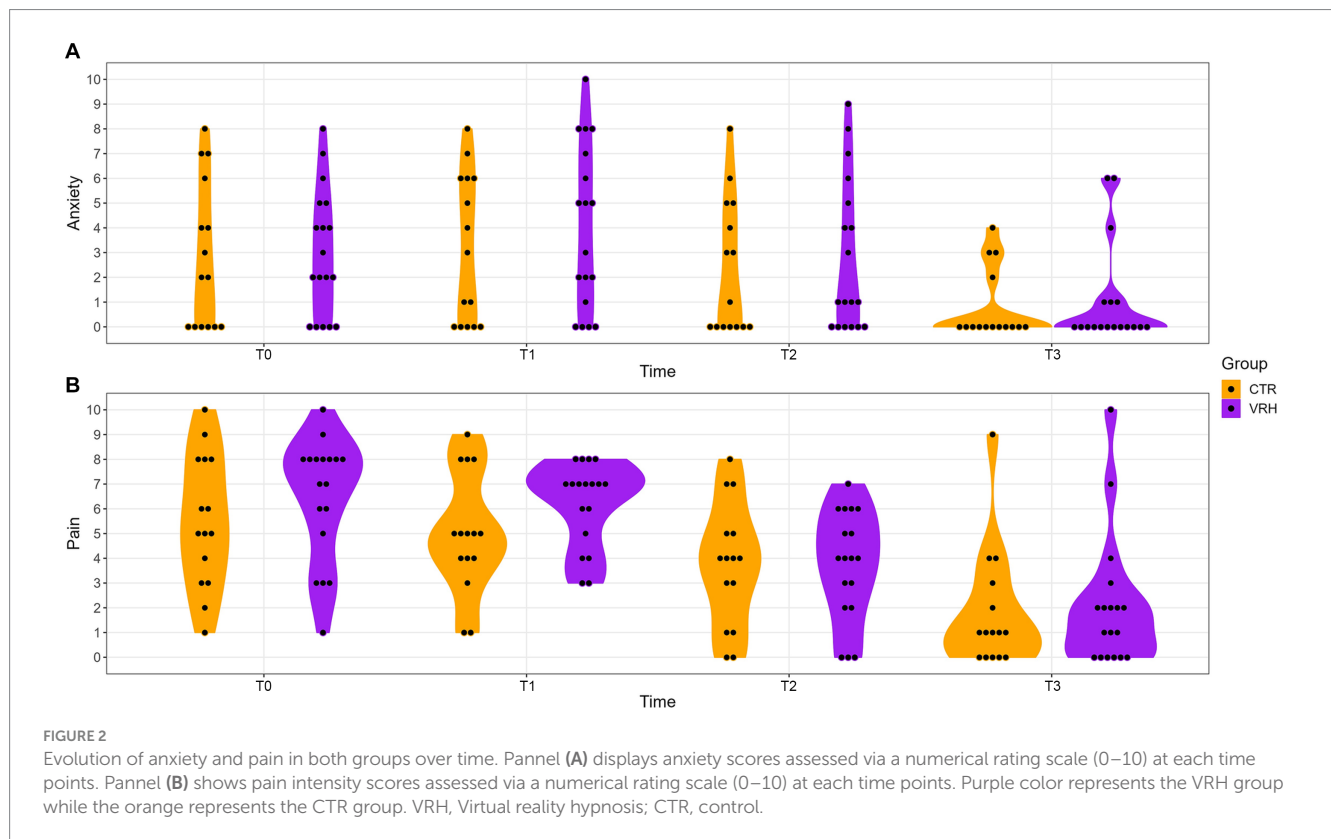 A
10
9
8
7
6
5
4
3
2
1
0
Anxiety
T0 T1 T2 T3
Time
B
10
9
8
7
6
5
4
3
2
1
0
Pain
T0 T1 T2 T3
Time
Group
CTR
VRH
FIGURE 2
Evolution of anxiety and pain in both groups over time. Pannel (A) displays anxiety scores assessed via a numerical rating scale (0–10) at each time
points. Pannel (B) shows pain intensity scores assessed via a numerical rating scale (0–10) at each time points. Purple color represents the VRH group
while the orange represents the CTR group. VRH, Virtual reality hypnosis; CTR, control.